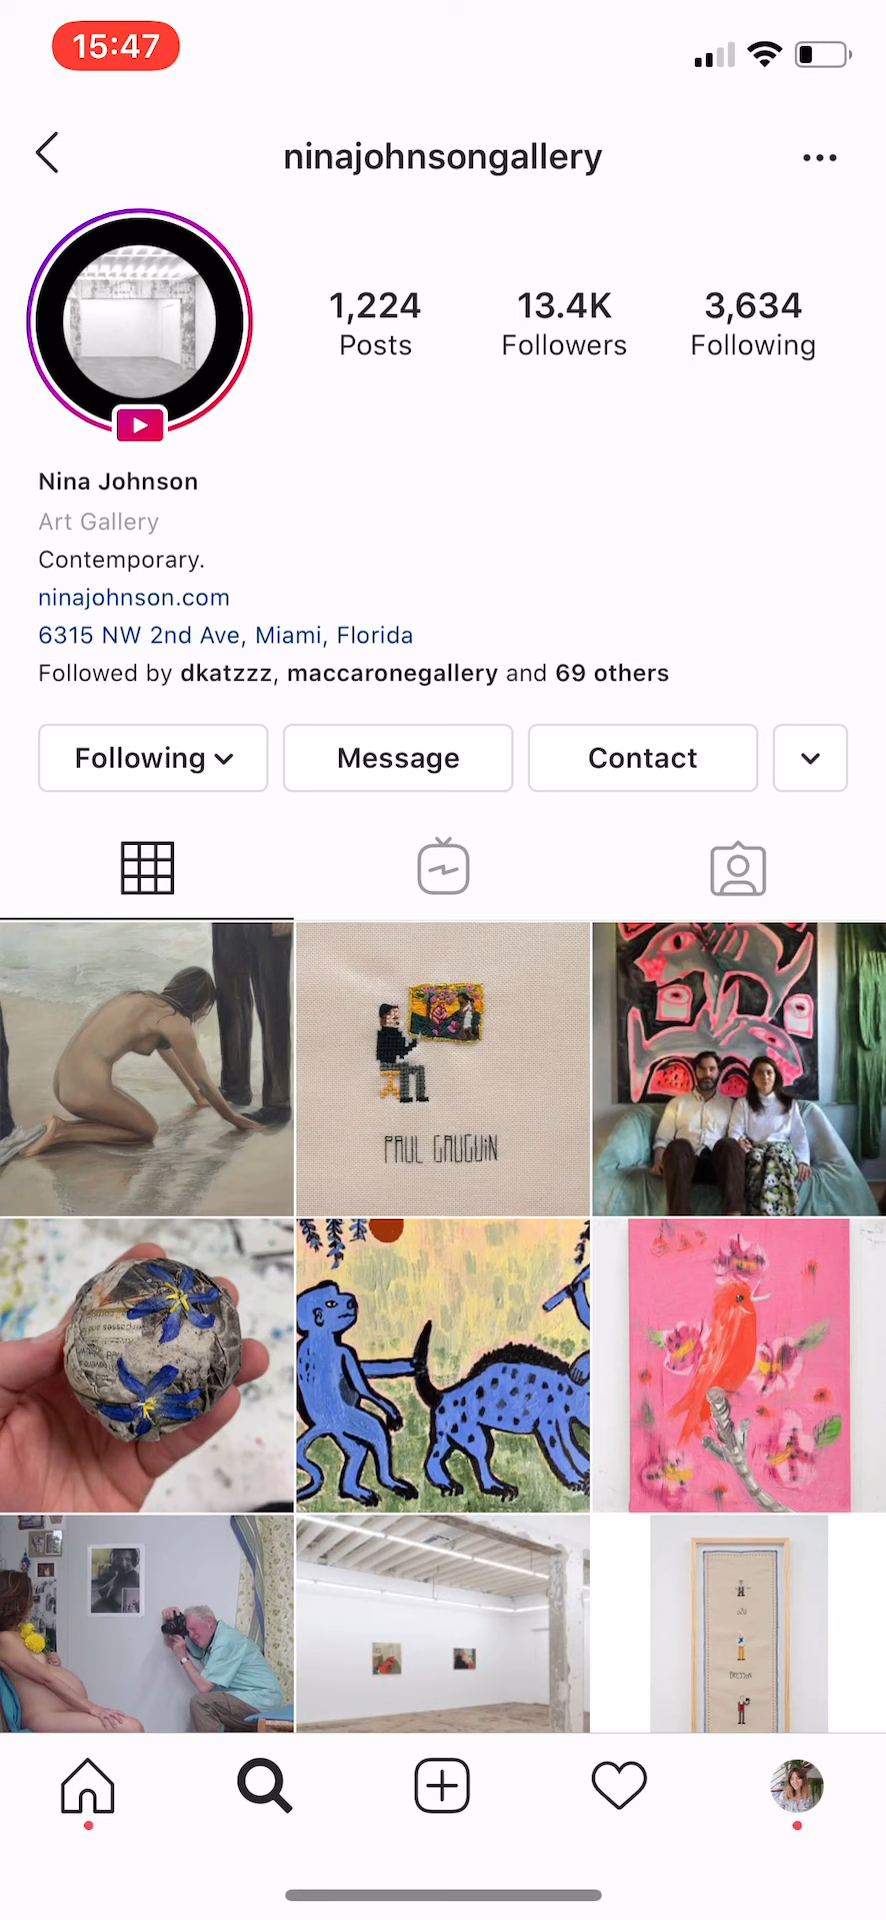 15:47
ninajohnsongallery
1,224 13.4K 3,634
Posts Followers Following
Nina Johnson
Art Gallery
Contemporary.
ninajohnson.com
6315 NW 2nd Ave, Miami, Florida
Followed by dkatzzz, maccaronegallery and 69 others
Following Message Contact
PAUL GAUGUIN